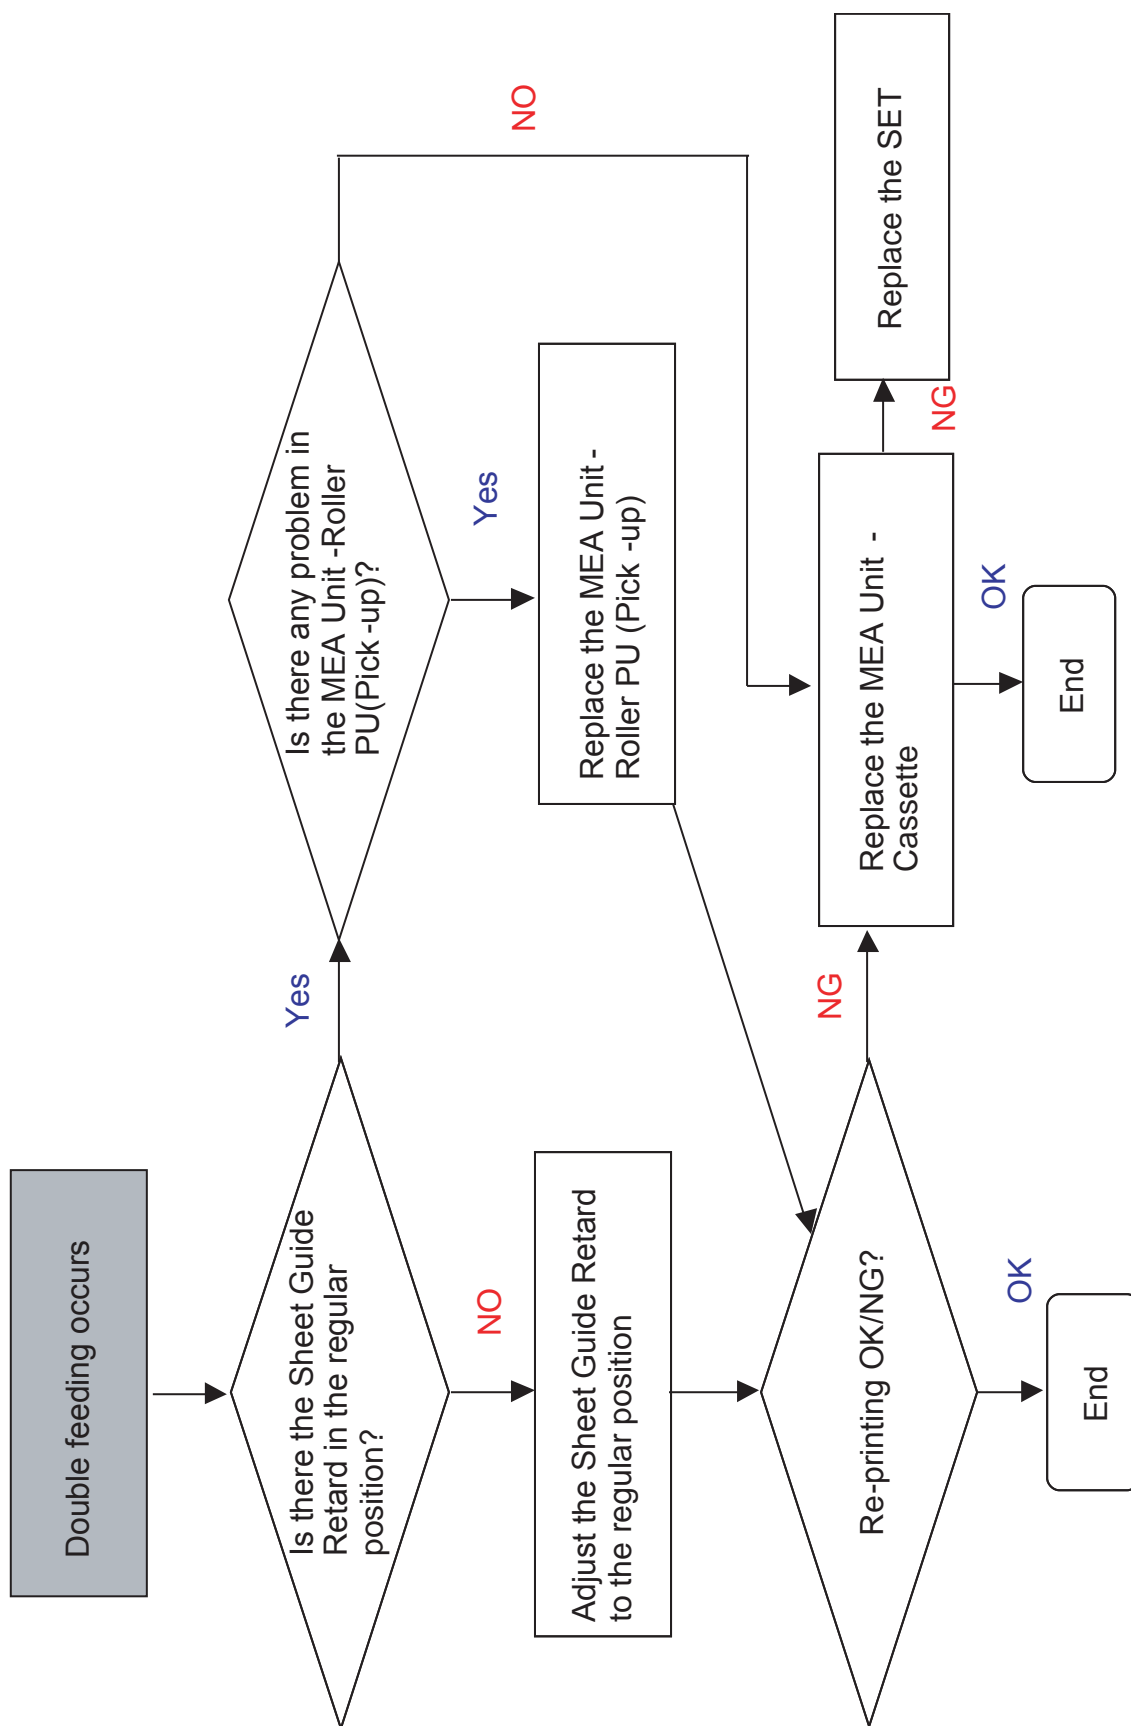 Double feeding occurs
Is there the Sheet Guide
Retard in the regular
position?
Yes
Is there any problem in
the MEA Unit -Roller
PU(Pick -up)?
NO
NO
Yes
Adjust the Sheet Guide Retard
to the regular position
Replace the MEA Unit -
Roller PU (Pick -up)
Re-printing OK/NG?
NG
Replace the MEA Unit -
Cassette
NG
Replace the SET
OK
End
OK
End